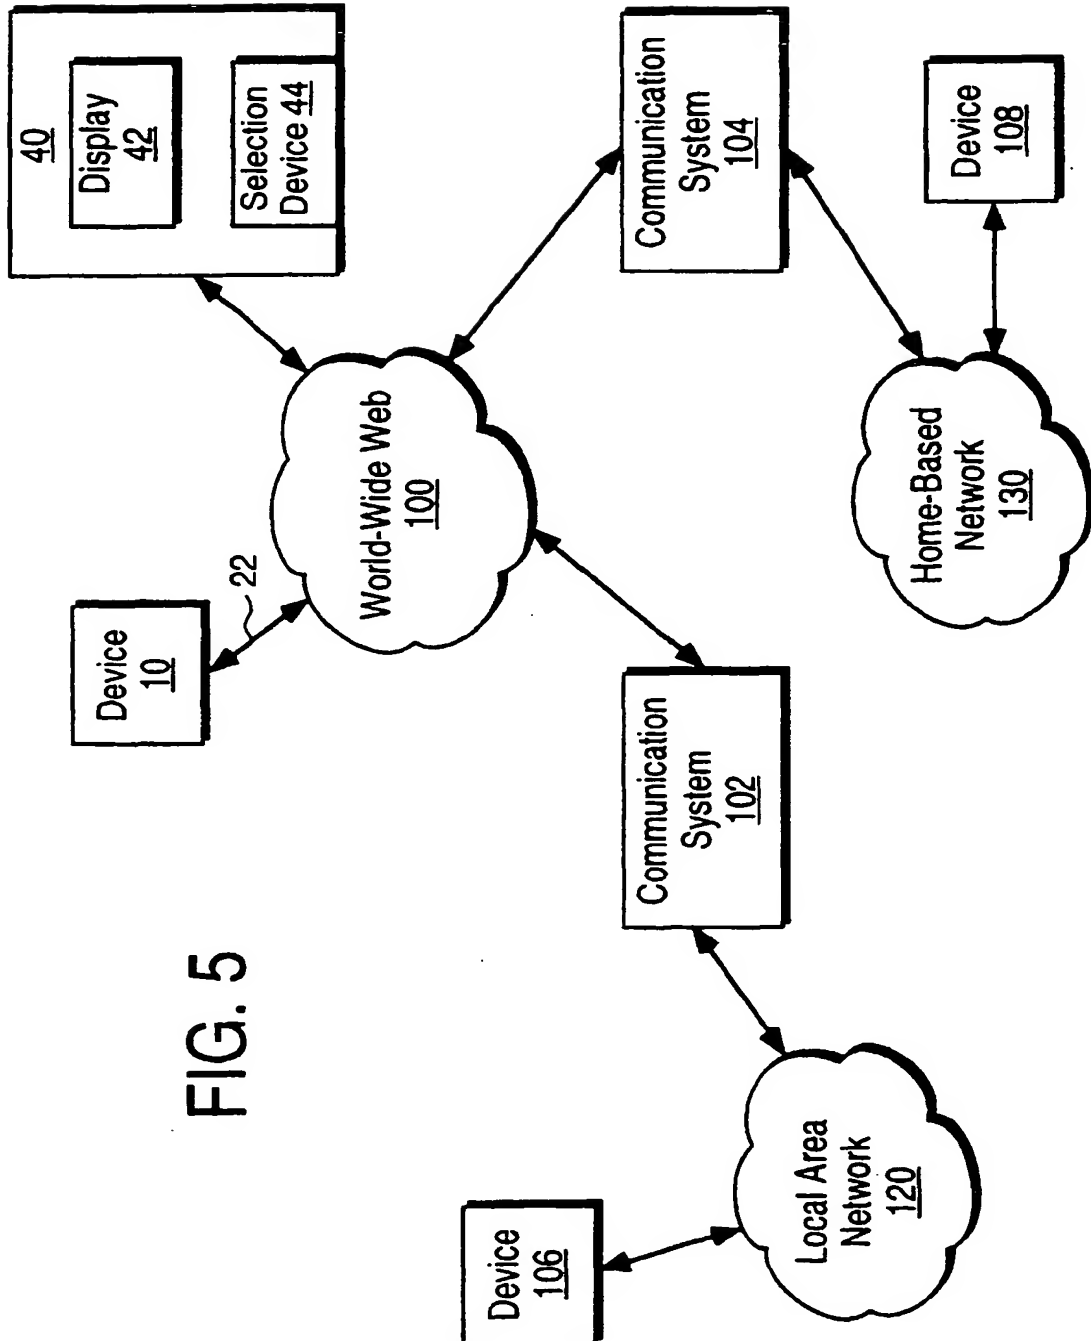 FIG. 5
Device
106
Local Area
Network
120
Device
10
22
Communication
System
102
World-Wide Web
100
40
Display
42
Selection
Device 44
Communication
System
104
Home-Based
Network
130
Device
108